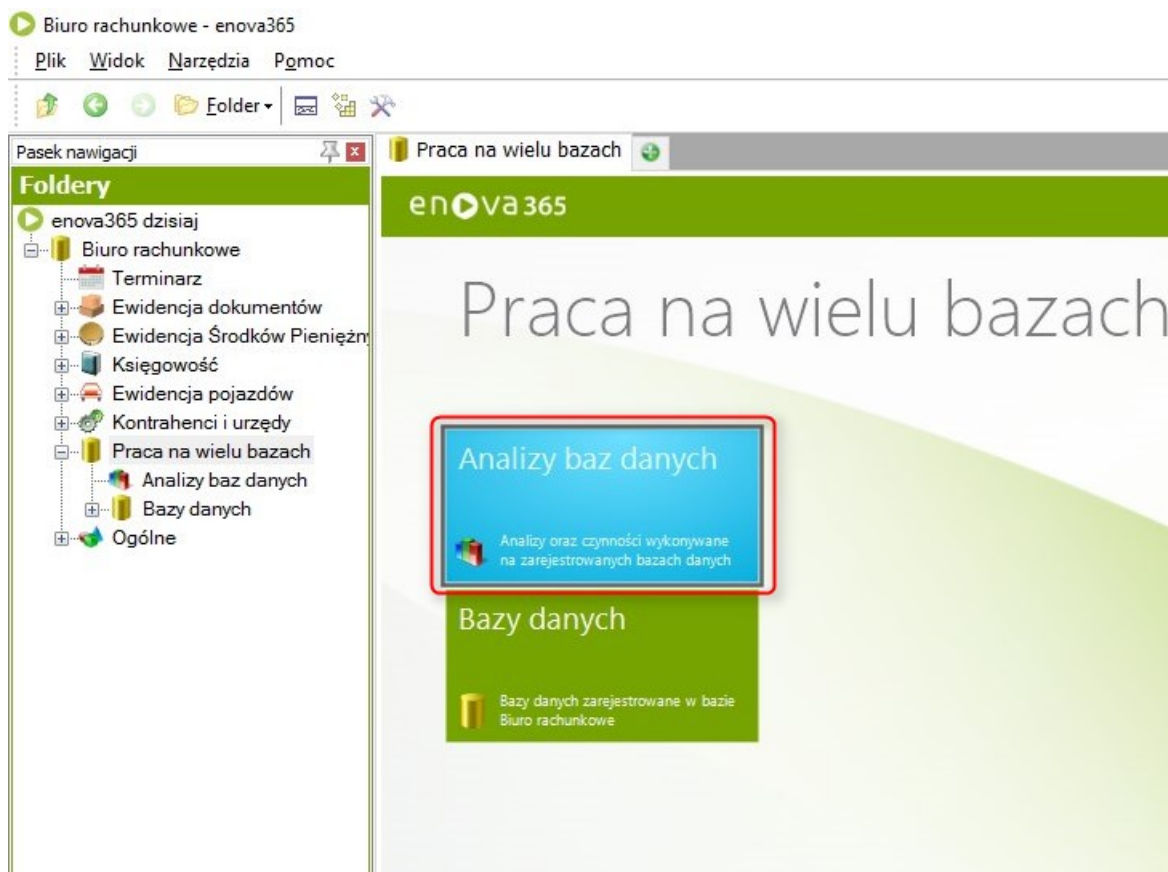 Biuro rachunkowe - enova365
Plik Widok Narzędzia Pomoc
Folder
Pasek nawigacji
Praca na wielu bazach
Foldery
enova365
enova365 dzisiaj
Biuro rachunkowe
Terminarz
Ewidencja dokumentów
Ewidencja Środków Pieniężn
Księgowość
Ewidencja pojazdów
Kontrahenci i urzędy
Praca na wielu bazach
Analizy baz danych
Bazy danych
Ogólne
Praca na wielu bazach
Analizy baz danych
Analizy oraz czynności wykonywane
na zarejestrowanych bazach danych
Bazy danych
Bazy danych zarejestrowane w bazie
Biuro rachunkowe